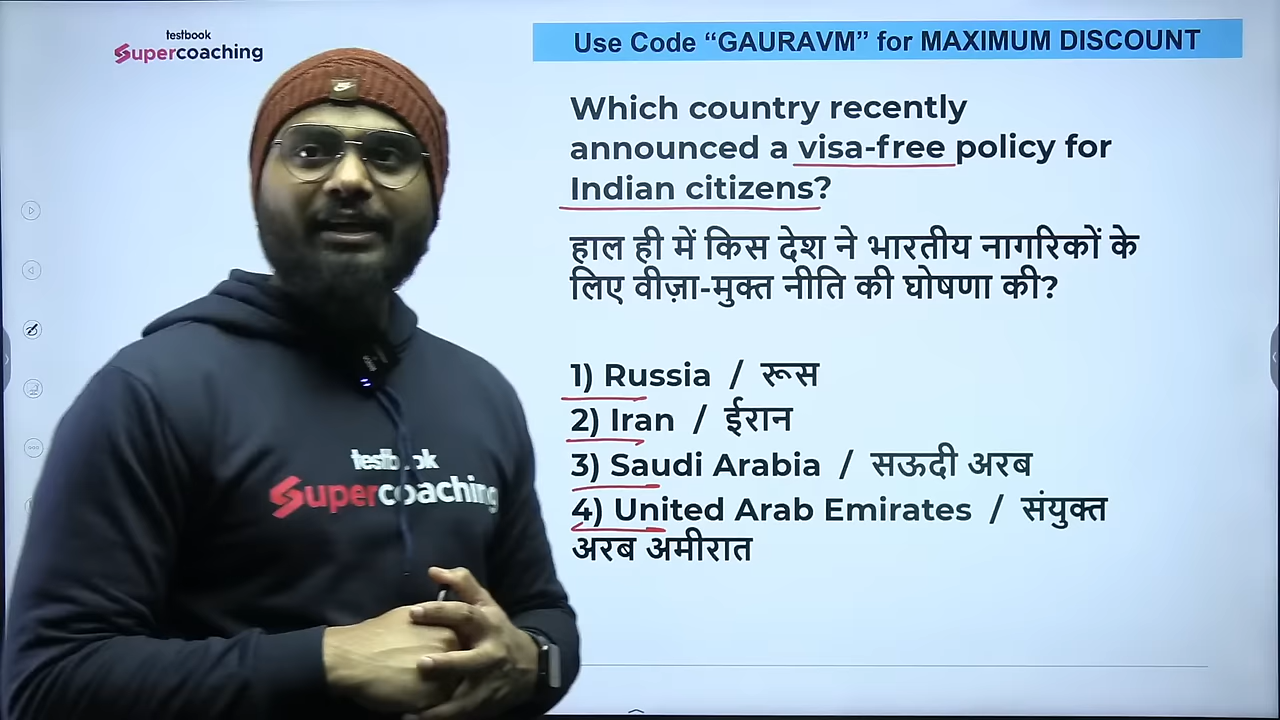 testbook
Supercoaching
Use Code “GAURAVM” for MAXIMUM DISCOUNT
Which country recently
announced a visa-free policy for
Indian citizens?
हाल ही में किस देश ने भारतीय नागरिकों के
लिए वीज़ा-मुक्त नीति की घोषणा की?
1) Russia / रूस
2) Iran / ईरान
3) Saudi Arabia / सऊदी अरब
4) United Arab Emirates / संयुक्त
अरब अमीरात
testbook
Supercoaching